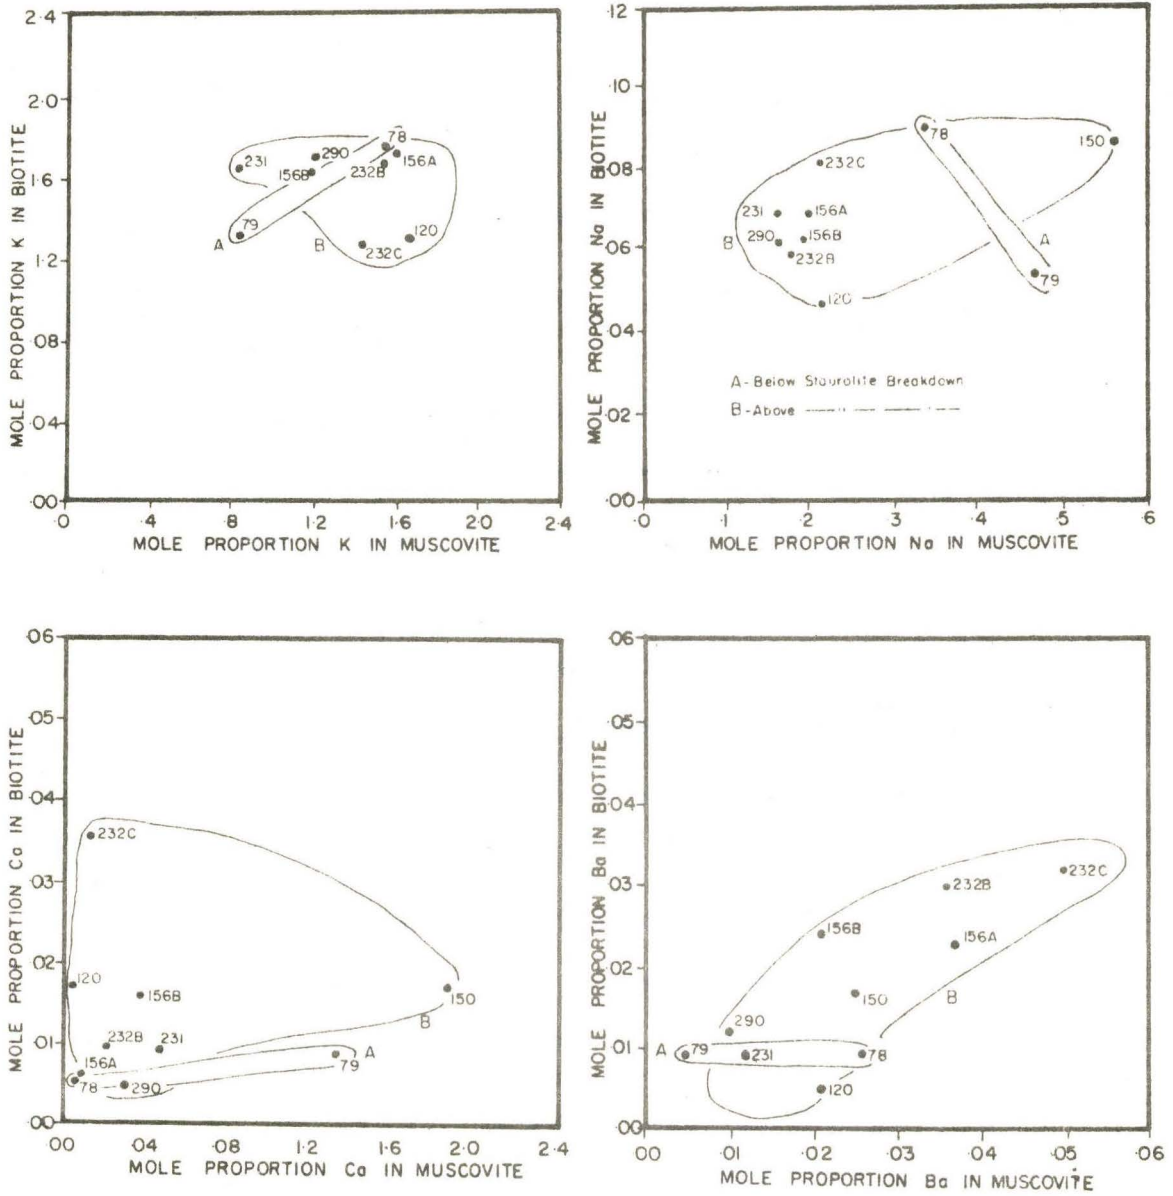 2·4
2·0
1·6
1·2
·08
·04
·00
MOLE PROPORTION K IN BIOTITE
78
231
290
156B
156A
232B
79
A
B
120
232C
·0
·4
·8
1·2
1·6
2·0
2·4
MOLE PROPORTION K IN MUSCOVITE
·12
·10
·08
·06
·04
·02
·00
MOLE PROPORTION Na IN BIOTITE
78
150
232C
231
156A
B
290
156B
232B
A
79
120
A-Below Staurolite Breakdown
B-Above —— " —— " ——
·0
·1
·2
·3
·4
·5
·6
MOLE PROPORTION Na IN MUSCOVITE
·06
·05
·04
·03
·02
·01
·00
MOLE PROPORTION Ca IN BIOTITE
232C
120
156B
150
B
232B
231
A
79
156A
78
290
·00
·04
·08
1·2
1·6
2·0
2·4
MOLE PROPORTION Ca IN MUSCOVITE
·06
·05
·04
·03
·02
·01
·00
MOLE PROPORTION Ba IN BIOTITE
232C
232B
156B
156A
150
B
290
A
79
231
78
120
·00
·01
·02
·03
·04
·05
·06
MOLE PROPORTION Ba IN MUSCOVITE